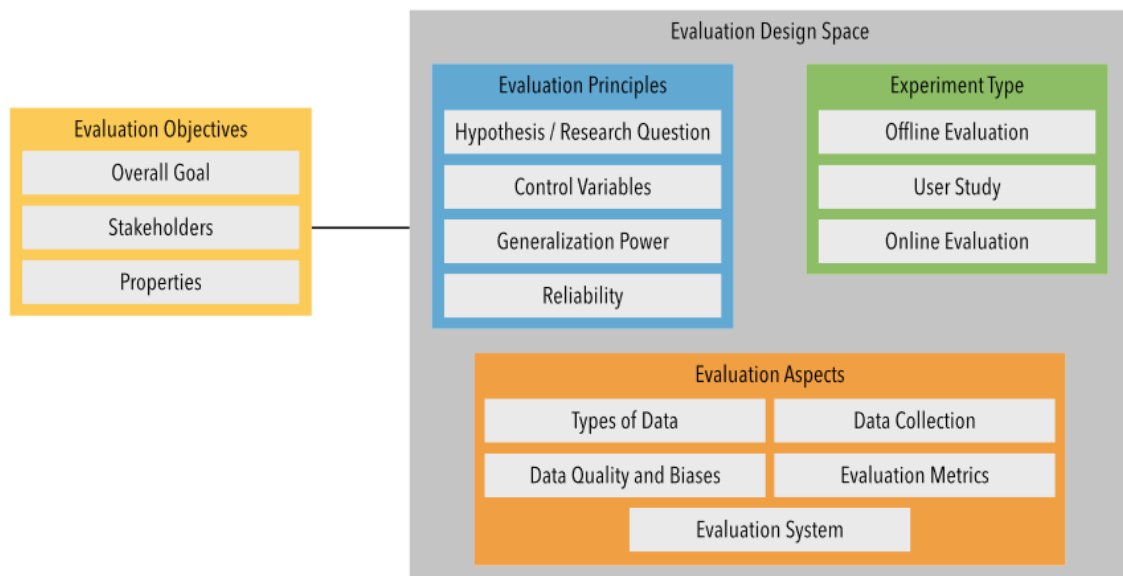 Evaluation Design Space
Evaluation Objectives
Overall Goal
Stakeholders
Properties
Evaluation Principles
Hypothesis / Research Question
Control Variables
Generalization Power
Reliability
Experiment Type
Offline Evaluation
User Study
Online Evaluation
Evaluation Aspects
Types of Data
Data Collection
Data Quality and Biases
Evaluation Metrics
Evaluation System